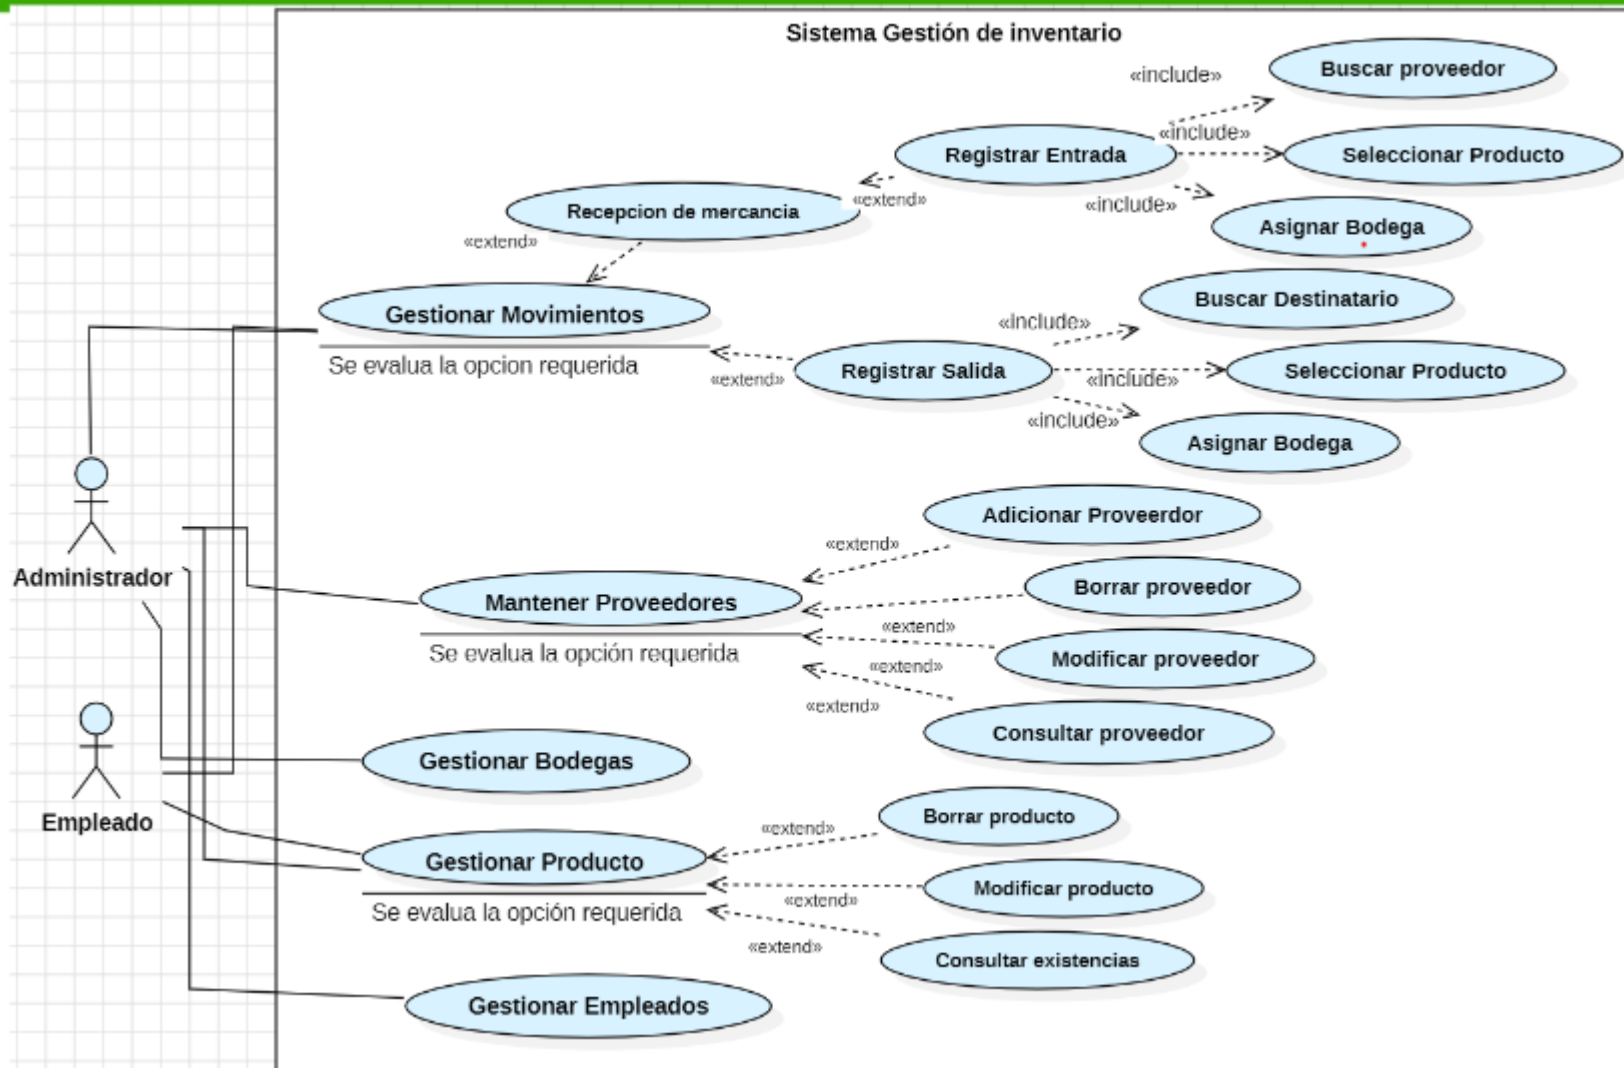 Sistema Gestión de inventario
«include»
Buscar proveedor
«include»
Registrar Entrada
Seleccionar Producto
«extend»
«include»
Recepcion de mercancia
Asignar Bodega
«extend»
Gestionar Movimientos
Se evalua la opcion requerida
Buscar Destinatario
«include»
«extend»
Registrar Salida
«include»
Seleccionar Producto
«include»
Asignar Bodega
Administrador
Adicionar Proveerdor
«extend»
Borrar proveedor
Mantener Proveedores
«extend»
Se evalua la opción requerida
Modificar proveedor
«extend»
«extend»
Consultar proveedor
Empleado
Gestionar Bodegas
Borrar producto
«extend»
Gestionar Producto
Modificar producto
«extend»
Se evalua la opción requerida
«extend»
Consultar existencias
Gestionar Empleados